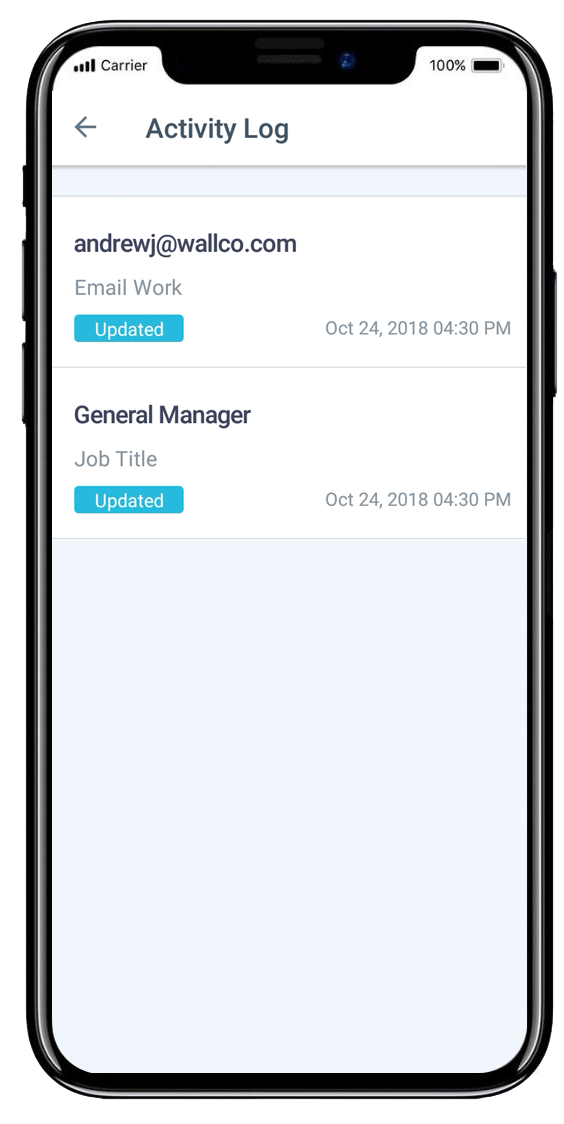 Carrier 100%
Activity Log
andrewj@wallco.com
Email Work
Updated Oct 24, 2018 04:30 PM
General Manager
Job Title
Updated Oct 24, 2018 04:30 PM